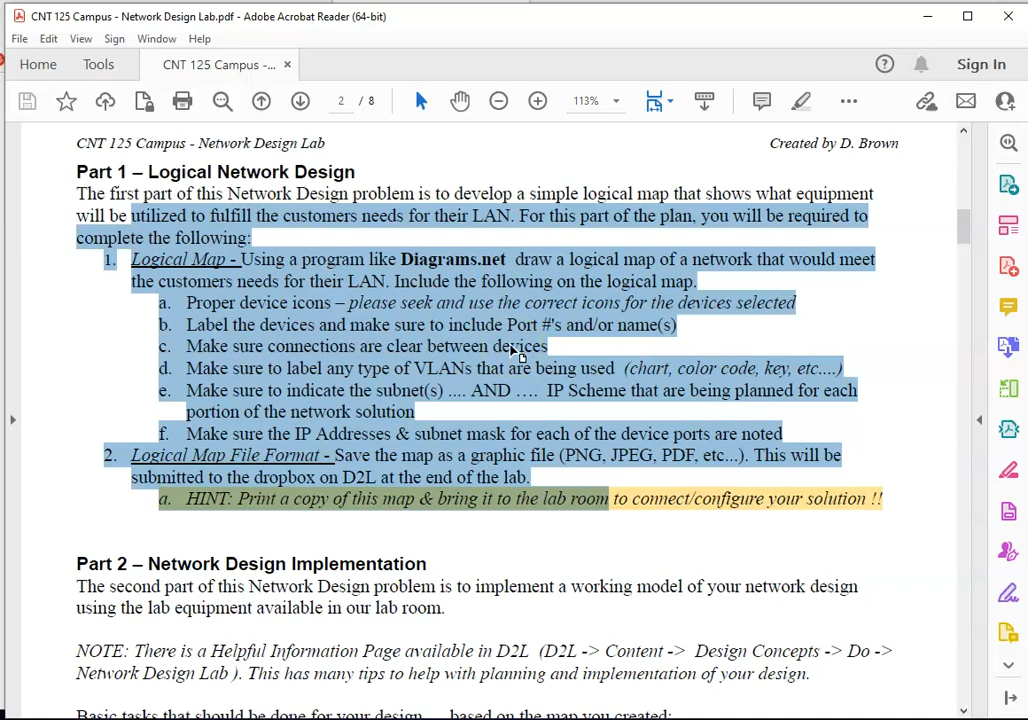 CNT 125 Campus - Network Design Lab.pdf - Adobe Acrobat Reader (64-bit)
File Edit View Sign Window Help
Home Tools CNT 125 Campus -... × Sign In
2 / 8 113%
CNT 125 Campus - Network Design Lab Created by D. Brown
Part 1 – Logical Network Design
The first part of this Network Design problem is to develop a simple logical map that shows what equipment
will be utilized to fulfill the customers needs for their LAN. For this part of the plan, you will be required to
complete the following:
1. Logical Map - Using a program like Diagrams.net draw a logical map of a network that would meet
the customers needs for their LAN. Include the following on the logical map.
a. Proper device icons – please seek and use the correct icons for the devices selected
b. Label the devices and make sure to include Port #'s and/or name(s)
c. Make sure connections are clear between devices
d. Make sure to label any type of VLANs that are being used (chart, color code, key, etc....)
e. Make sure to indicate the subnet(s) .... AND .... IP Scheme that are being planned for each
portion of the network solution
f. Make sure the IP Addresses & subnet mask for each of the device ports are noted
2. Logical Map File Format - Save the map as a graphic file (PNG, JPEG, PDF, etc...). This will be
submitted to the dropbox on D2L at the end of the lab.
a. HINT: Print a copy of this map & bring it to the lab room to connect/configure your solution !!
Part 2 – Network Design Implementation
The second part of this Network Design problem is to implement a working model of your network design
using the lab equipment available in our lab room.
NOTE: There is a Helpful Information Page available in D2L (D2L -> Content -> Design Concepts -> Do ->
Network Design Lab ). This has many tips to help with planning and implementation of your design.
Basic tasks that should be done for your design.... based on the map you created: